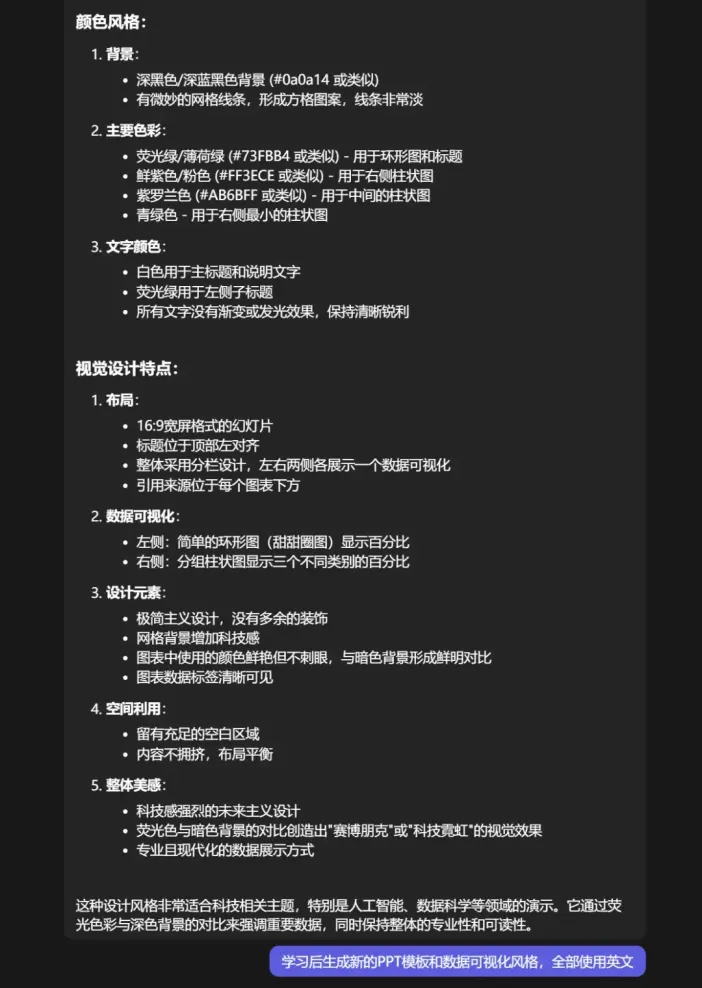 颜色风格：
1. 背景：
• 深黑色/深蓝黑色背景 (#0a0a14 或类似)
• 有微妙的网格线条，形成方格图案，线条非常淡
2. 主要色彩：
• 荧光绿/薄荷绿 (#73FBB4 或类似) - 用于环形图和标题
• 鲜紫色/粉色 (#FF3ECE 或类似) - 用于右侧柱状图
• 紫罗兰色 (#AB6BFF 或类似) - 用于中间的柱状图
• 青绿色 - 用于右侧最小的柱状图
3. 文字颜色：
• 白色用于主标题和说明文字
• 荧光绿用于左侧子标题
• 所有文字没有渐变或发光效果，保持清晰锐利
视觉设计特点：
1. 布局：
• 16:9宽屏格式的幻灯片
• 标题位于顶部左对齐
• 整体采用分栏设计，左右两侧各展示一个数据可视化
• 引用来源位于每个图表下方
2. 数据可视化：
• 左侧：简单的环形图（甜甜圈图）显示百分比
• 右侧：分组柱状图显示三个不同类别的百分比
3. 设计元素：
• 极简主义设计，没有多余的装饰
• 网格背景增加科技感
• 图表中使用的颜色鲜艳但不刺眼，与暗色背景形成鲜明对比
• 图表数据标签清晰可见
4. 空间利用：
• 留有充足的空白区域
• 内容不拥挤，布局平衡
5. 整体美感：
• 科技感强烈的未来主义设计
• 荧光色与暗色背景的对比创造出"赛博朋克"或"科技霓虹"的视觉效果
• 专业且现代化的数据展示方式
这种设计风格非常适合科技相关主题，特别是人工智能、数据科学等领域的演示。它通过荧
光色彩与深色背景的对比来强调重要数据，同时保持整体的专业性和可读性。
学习后生成新的PPT模板和数据可视化风格，全部使用英文